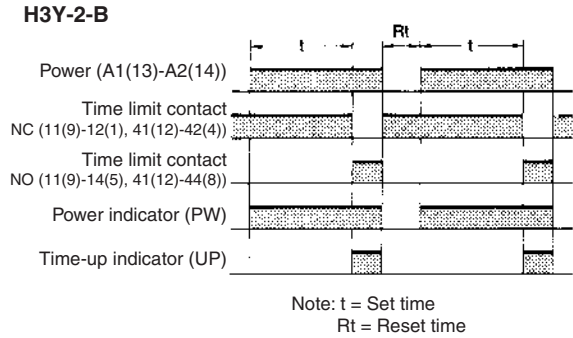 H3Y-2-B
Rt
t t
Power (A1(13)-A2(14))
Time limit contact
NC (11(9)-12(1), 41(12)-42(4))
Time limit contact
NO (11(9)-14(5), 41(12)-44(8))
Power indicator (PW)
Time-up indicator (UP)
Note: t = Set time
Rt = Reset time